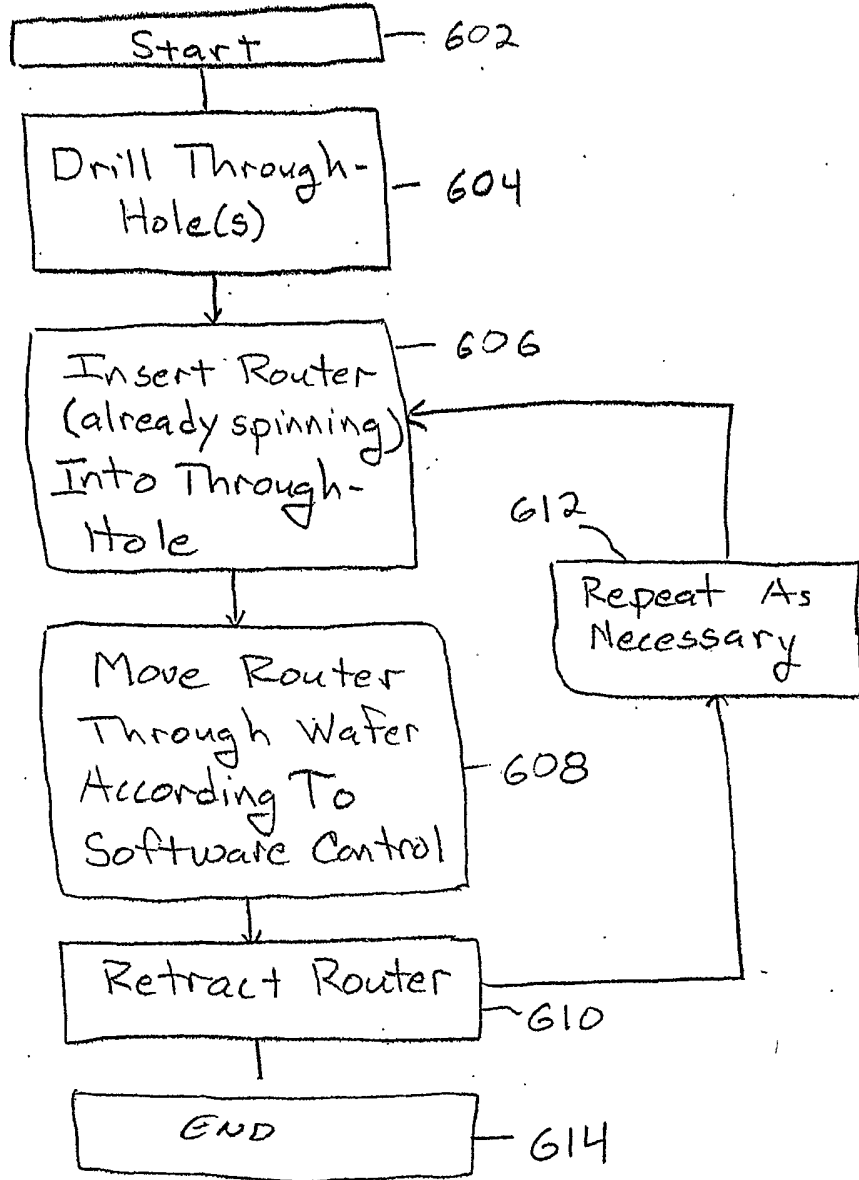 Start
602
Drill Through-
Hole(s)
604
606
Insert Router
(already spinning)
Into Through-
Hole
612
Repeat As
Necessary
Move Router
Through Wafer
According To
Software Control
608
Retract Router
610
END
614